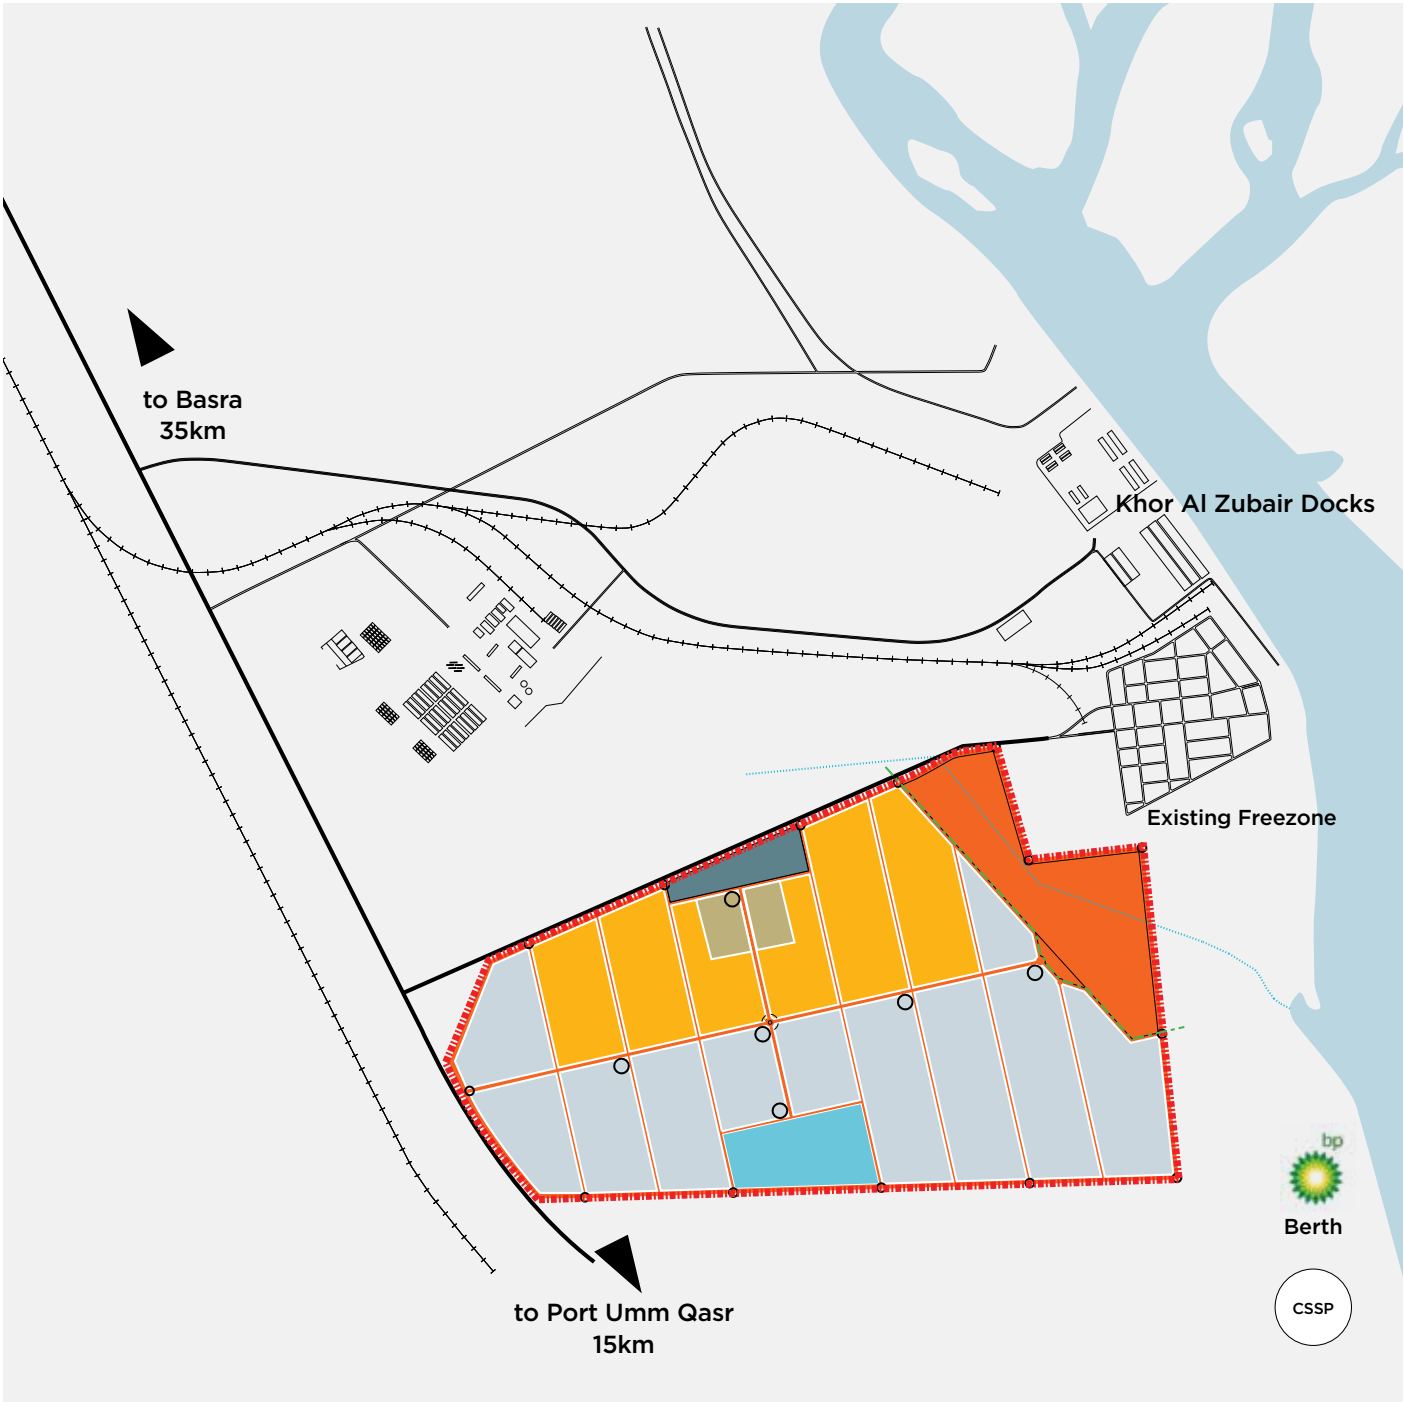 to Basra
35km
Khor Al Zubair Docks
Existing Freezone
bp
Berth
CSSP
to Port Umm Qasr
15km